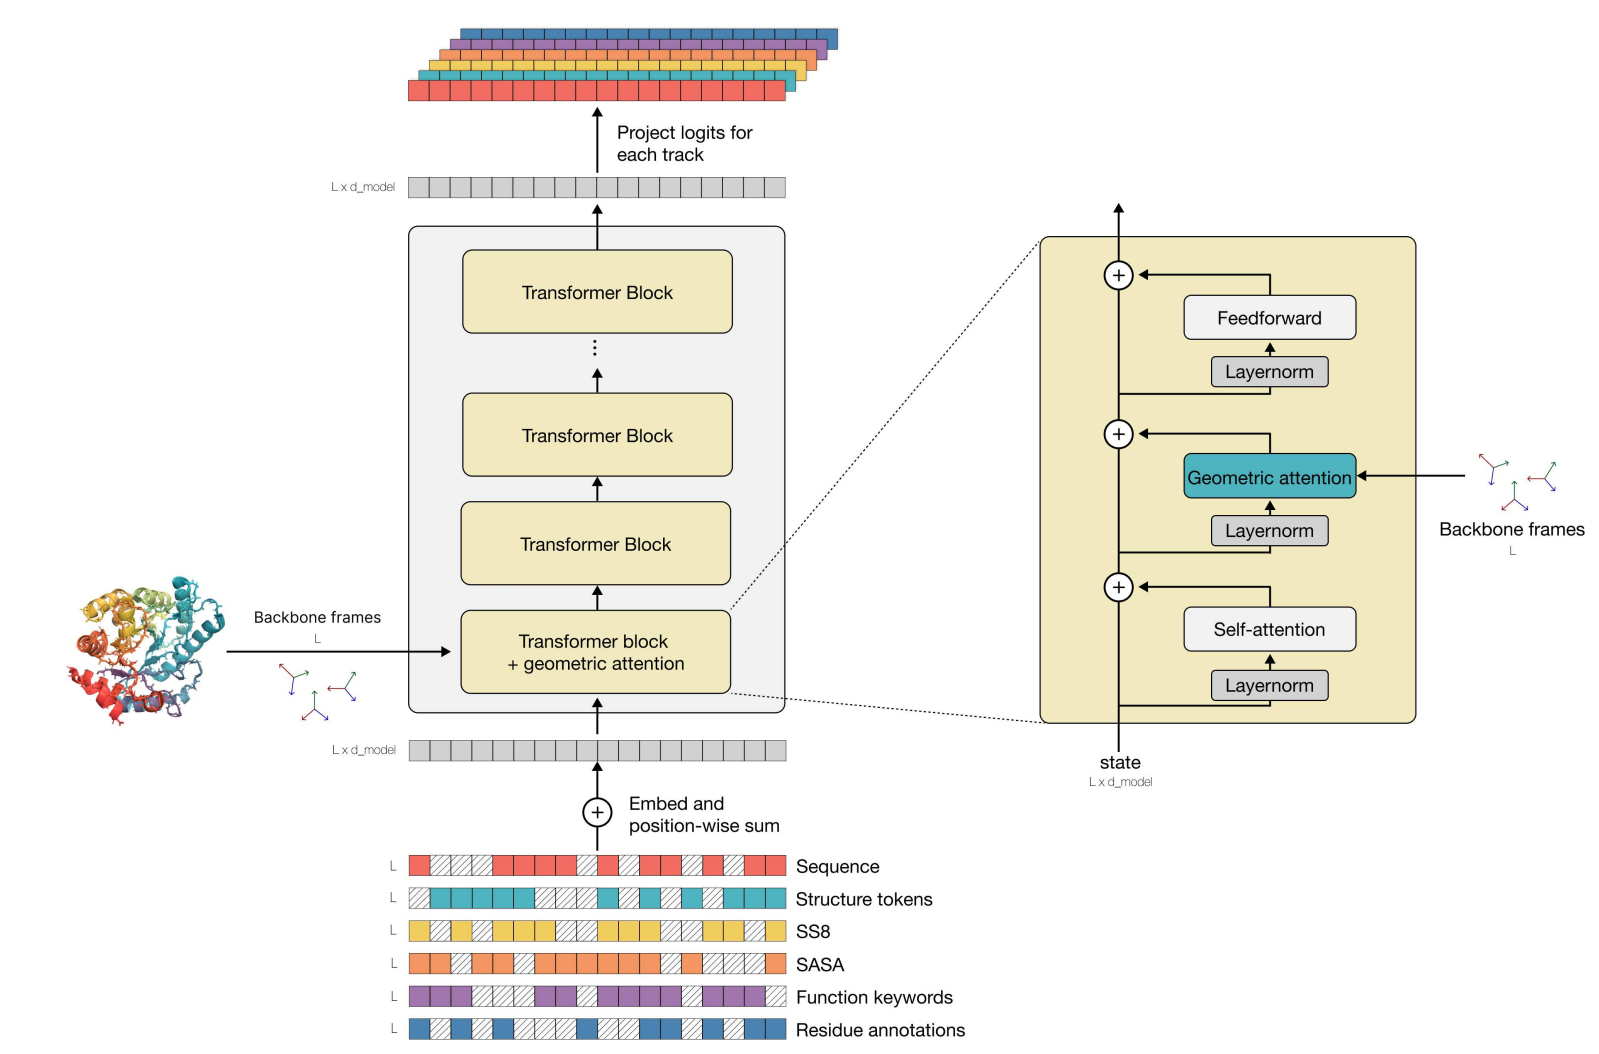 Project logits for
each track
L x d_model
Transformer Block
Transformer Block
Transformer Block
Transformer block
+ geometric attention
Backbone frames
L
L x d_model
Embed and
position-wise sum
L Sequence
L Structure tokens
L SS8
L SASA
L Function keywords
L Residue annotations
Feedforward
Layernorm
Geometric attention
Layernorm
Backbone frames
L
Self-attention
Layernorm
state
L x d_model